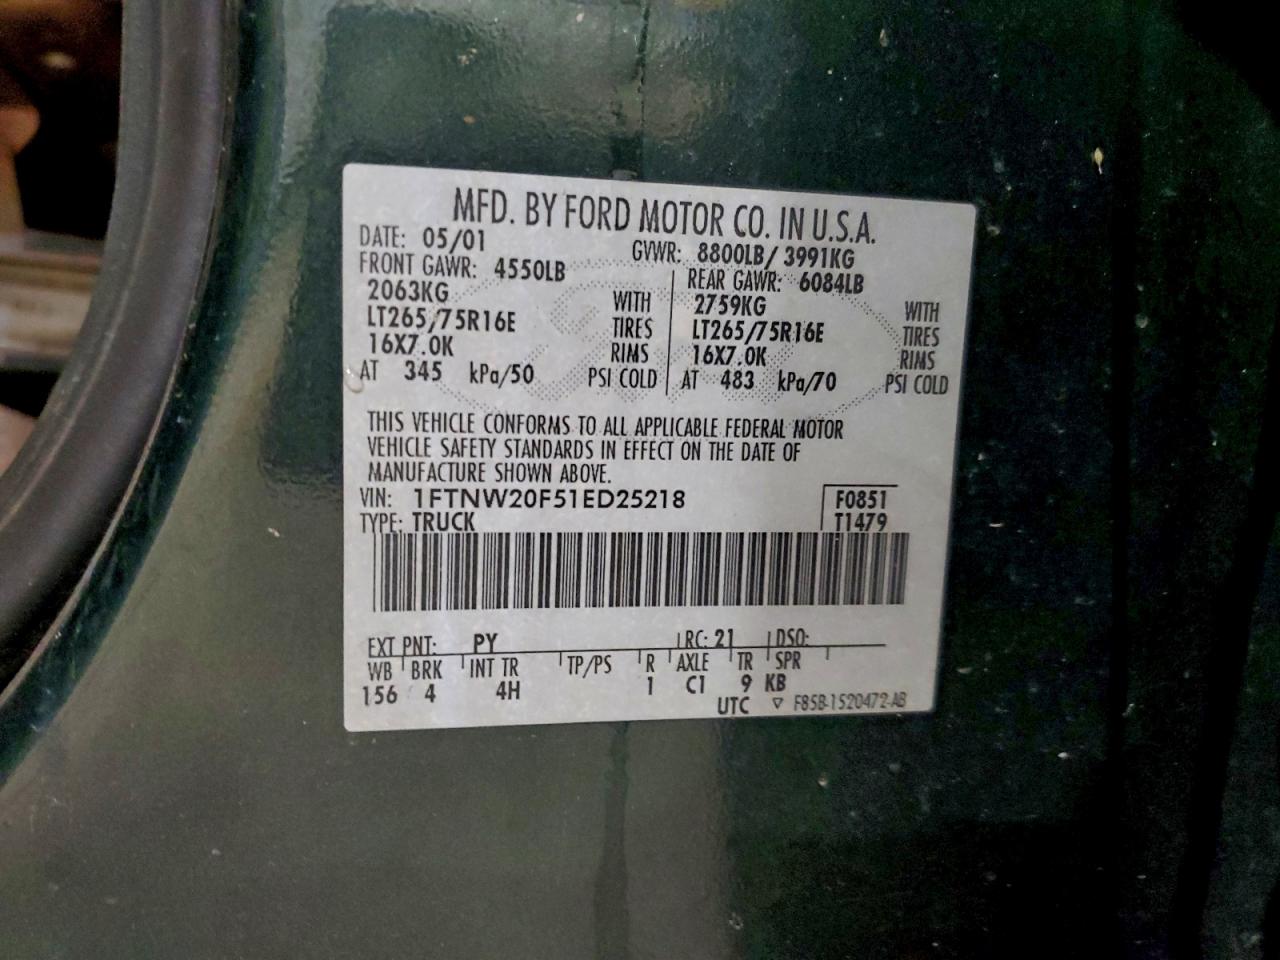 MFD. BY FORD MOTOR CO. IN U.S.A.
DATE: 05/01 GVWR: 8800LB/ 3991KG
FRONT GAWR: 4550LB REAR GAWR: 6084LB
2063KG WITH 2759KG WITH
LT265/75R16E TIRES LT265/75R16E TIRES
16X7.0K RIMS 16X7.0K RIMS
AT 345 kPa/50 PSI COLD AT 483 kPa/70 PSI COLD
THIS VEHICLE CONFORMS TO ALL APPLICABLE FEDERAL MOTOR
VEHICLE SAFETY STANDARDS IN EFFECT ON THE DATE OF
MANUFACTURE SHOWN ABOVE.
VIN: 1FTNW20F51ED25218 F0851
TYPE: TRUCK T1479
EXT PNT: PY RC: 21 DSO:
WB BRK INT TR TP/PS R AXLE TR SPR
156 4 4H 1 C1 9 KB
UTC ▽ F85B-1520472-AB